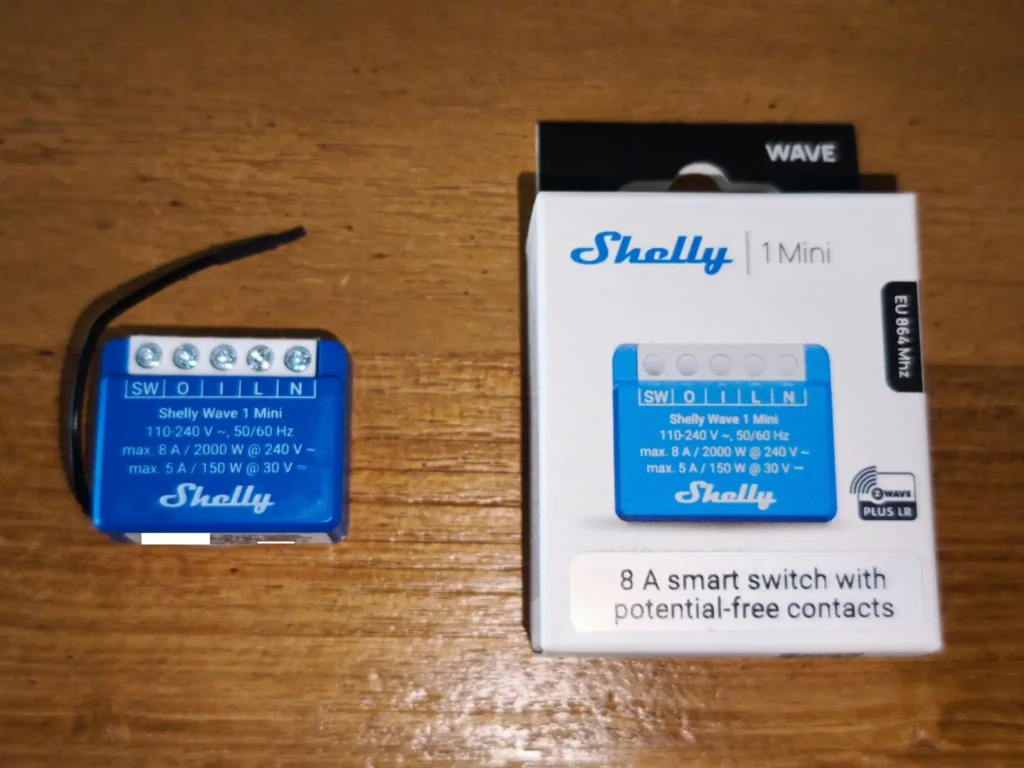 |SW| O | I | L | N |
Shelly Wave 1 Mini
110-240 V ~, 50/60 Hz
max. 8 A / 2000 W @ 240 V ~
max. 5 A / 150 W @ 30 V ⎓
Shelly
WAVE
Shelly | 1 Mini
EU 864 Mhz
|SW| O | I | L | N |
Shelly Wave 1 Mini
110-240 V ~, 50/60 Hz
max. 8 A / 2000 W @ 240 V ~
max. 5 A / 150 W @ 30 V ⎓
Shelly
Z WAVE
PLUS LR
8 A smart switch with
potential-free contacts